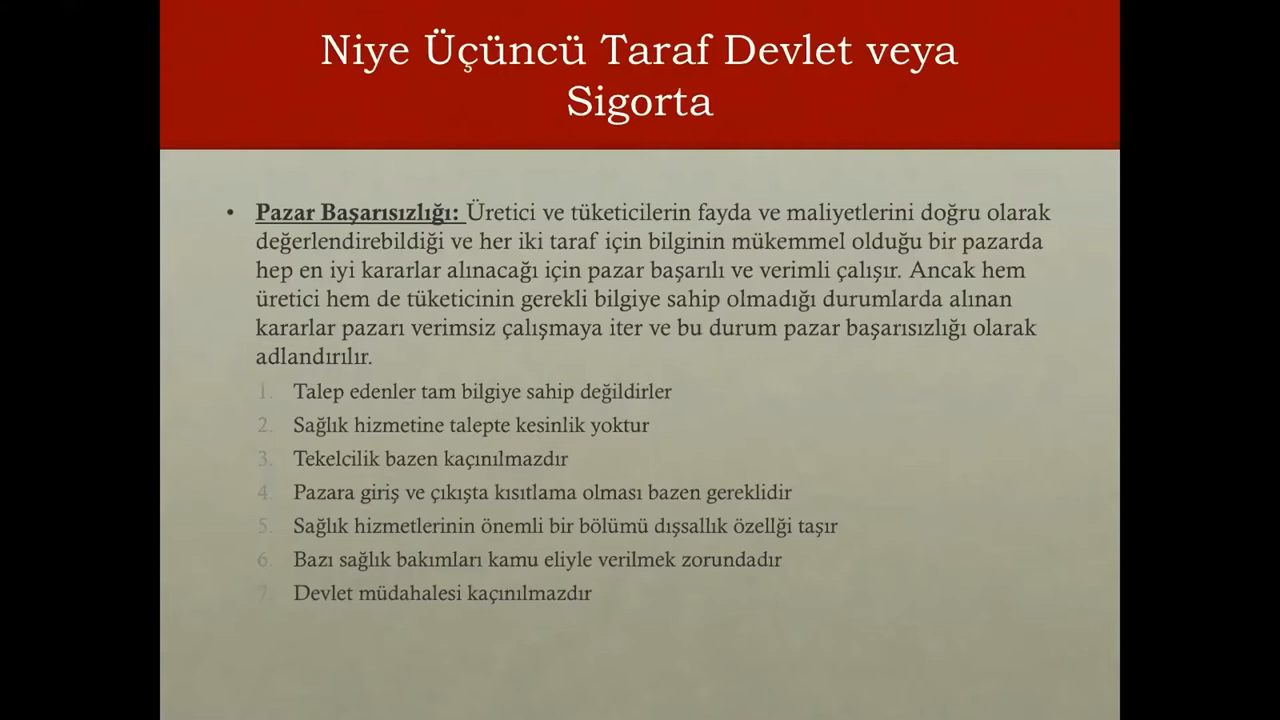 Niye Üçüncü Taraf Devlet veya
Sigorta
• Pazar Başarısızlığı: Üretici ve tüketicilerin fayda ve maliyetlerini doğru olarak
değerlendirebildiği ve her iki taraf için bilginin mükemmel olduğu bir pazarda
hep en iyi kararlar alınacağı için pazar başarılı ve verimli çalışır. Ancak hem
üretici hem de tüketicinin gerekli bilgiye sahip olmadığı durumlarda alınan
kararlar pazarı verimsiz çalışmaya iter ve bu durum pazar başarısızlığı olarak
adlandırılır.
1. Talep edenler tam bilgiye sahip değildirler
2. Sağlık hizmetine talepte kesinlik yoktur
3. Tekelcilik bazen kaçınılmazdır
4. Pazara giriş ve çıkışta kısıtlama olması bazen gereklidir
5. Sağlık hizmetlerinin önemli bir bölümü dışsallık özellği taşır
6. Bazı sağlık bakımları kamu eliyle verilmek zorundadır
7. Devlet müdahalesi kaçınılmazdır